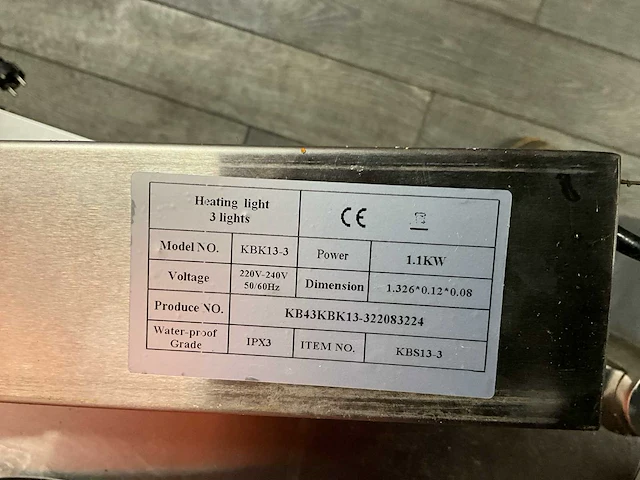 Heating light
3 lights
CE
Model NO. KBK13-3 Power 1.1KW
Voltage 220V-240V 50/60Hz Dimension 1.326*0.12*0.08
Produce NO. KB43KBK13-322083224
Water-proof Grade IPX3 ITEM NO. KBS13-3